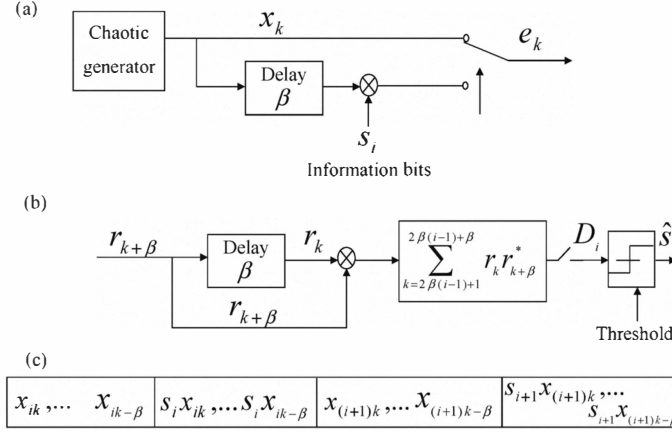 (a)
Chaotic
generator
x_k
e_k
Delay
β
s_i
Information bits
(b)
r_{k+β}
Delay
β
r_k
r_{k+β}
\sum_{k=2β(i-1)+1}^{2β(i-1)+β} r_k r^*_{k+β}
D_i
ŝ
Threshold
(c)
x_{ik},... x_{ik-β}
s_i x_{ik},...s_i x_{ik-β}
x_{(i+1)k},... x_{(i+1)k-β}
s_{i+1} x_{(i+1)k},...
s_{i+1} x_{(i+1)k-